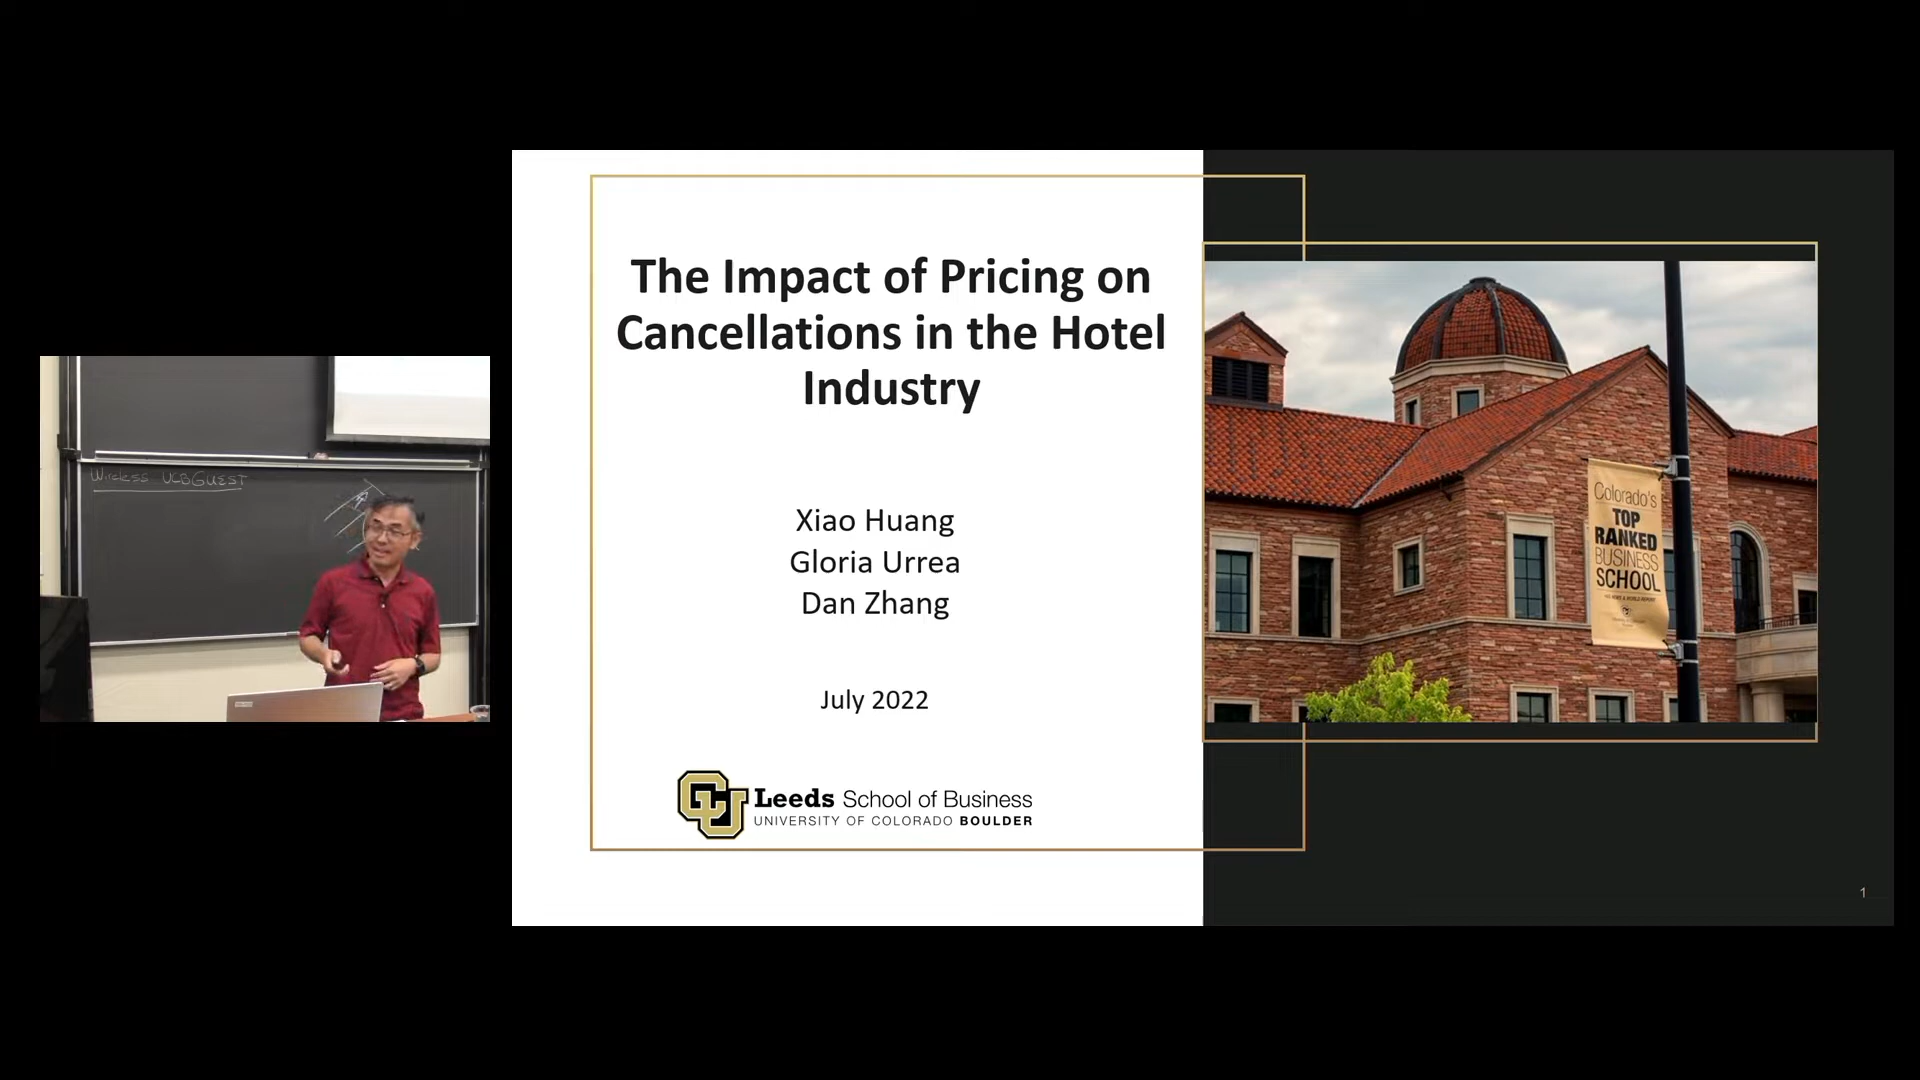 Wireless UCBGUEST
The Impact of Pricing on
Cancellations in the Hotel
Industry
Xiao Huang
Gloria Urrea
Dan Zhang
July 2022
CU
Leeds School of Business
UNIVERSITY OF COLORADO BOULDER
Colorado's
TOP
RANKED
BUSINESS
SCHOOL
1